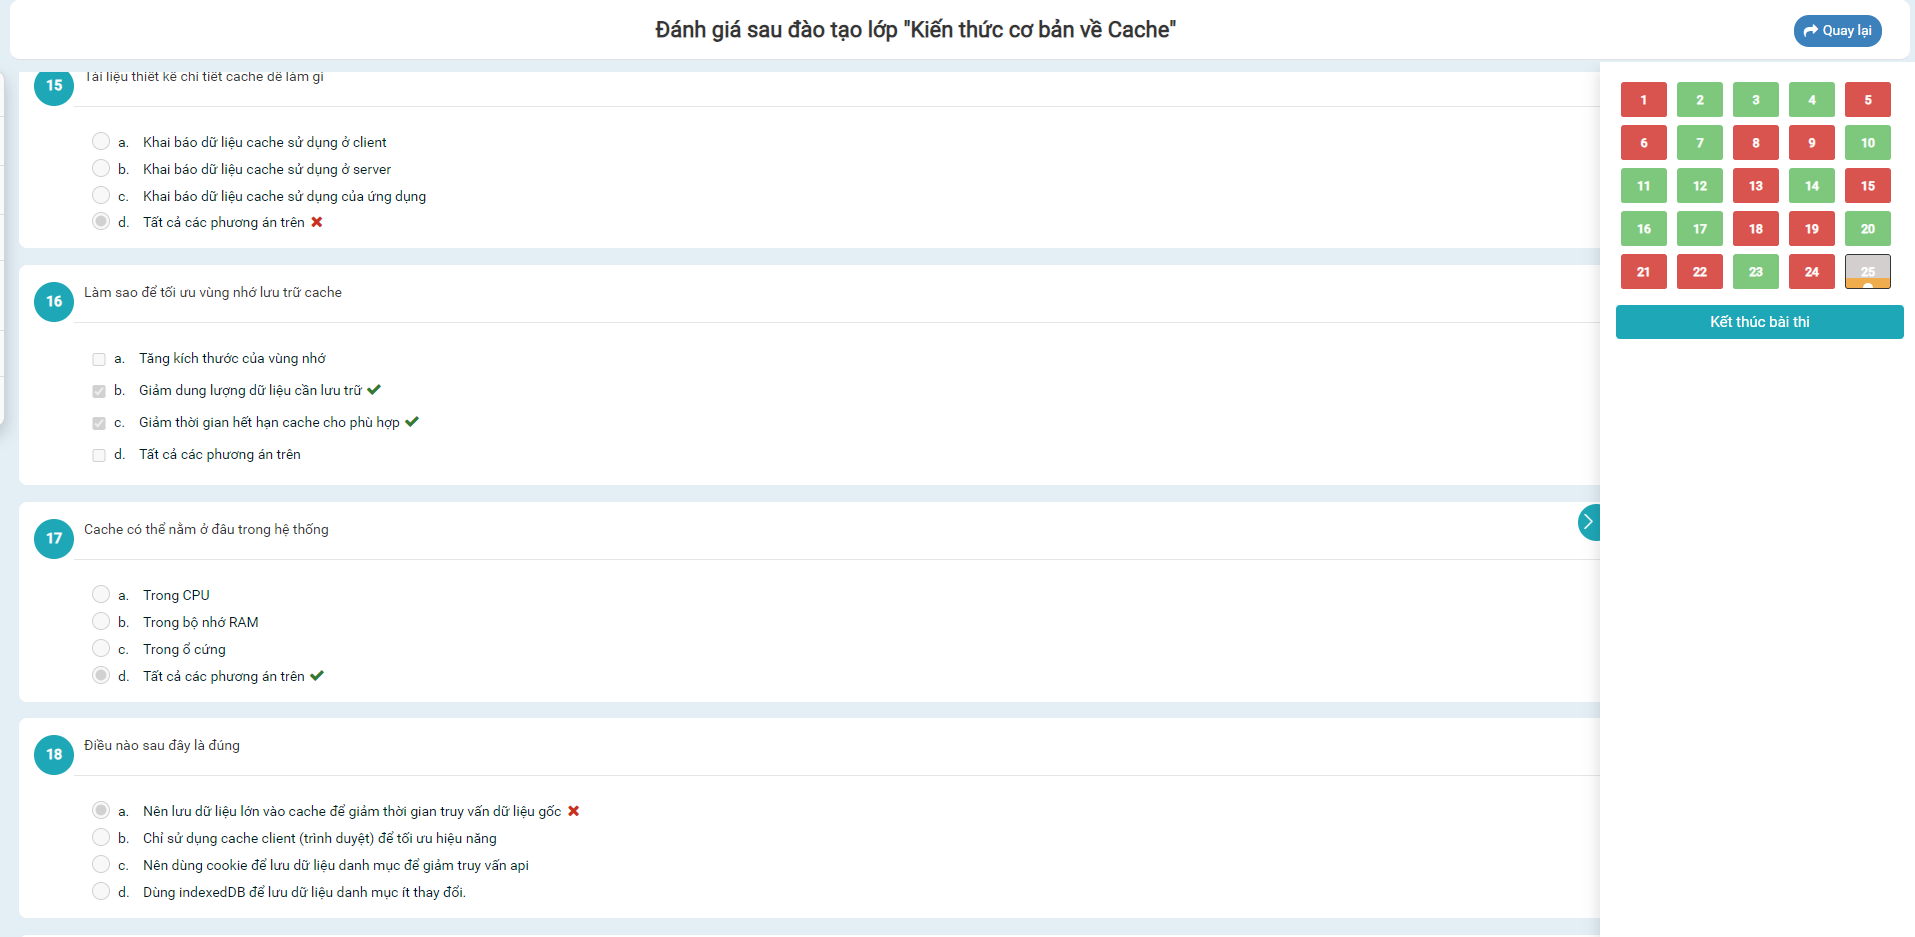 Đánh giá sau đào tạo lớp "Kiến thức cơ bản về Cache"
Quay lại
15
Tài liệu thiết kế chi tiết cache để làm gì
a. Khai báo dữ liệu cache sử dụng ở client
b. Khai báo dữ liệu cache sử dụng ở server
c. Khai báo dữ liệu cache sử dụng của ứng dụng
d. Tất cả các phương án trên
16
Làm sao để tối ưu vùng nhớ lưu trữ cache
a. Tăng kích thước của vùng nhớ
b. Giảm dung lượng dữ liệu cần lưu trữ
c. Giảm thời gian hết hạn cache cho phù hợp
d. Tất cả các phương án trên
17
Cache có thể nằm ở đâu trong hệ thống
a. Trong CPU
b. Trong bộ nhớ RAM
c. Trong ổ cứng
d. Tất cả các phương án trên
18
Điều nào sau đây là đúng
a. Nên lưu dữ liệu lớn vào cache để giảm thời gian truy vấn dữ liệu gốc
b. Chỉ sử dụng cache client (trình duyệt) để tối ưu hiệu năng
c. Nên dùng cookie để lưu dữ liệu danh mục để giảm truy vấn api
d. Dùng indexedDB để lưu dữ liệu danh mục ít thay đổi.
1 2 3 4 5
6 7 8 9 10
11 12 13 14 15
16 17 18 19 20
21 22 23 24 25
Kết thúc bài thi